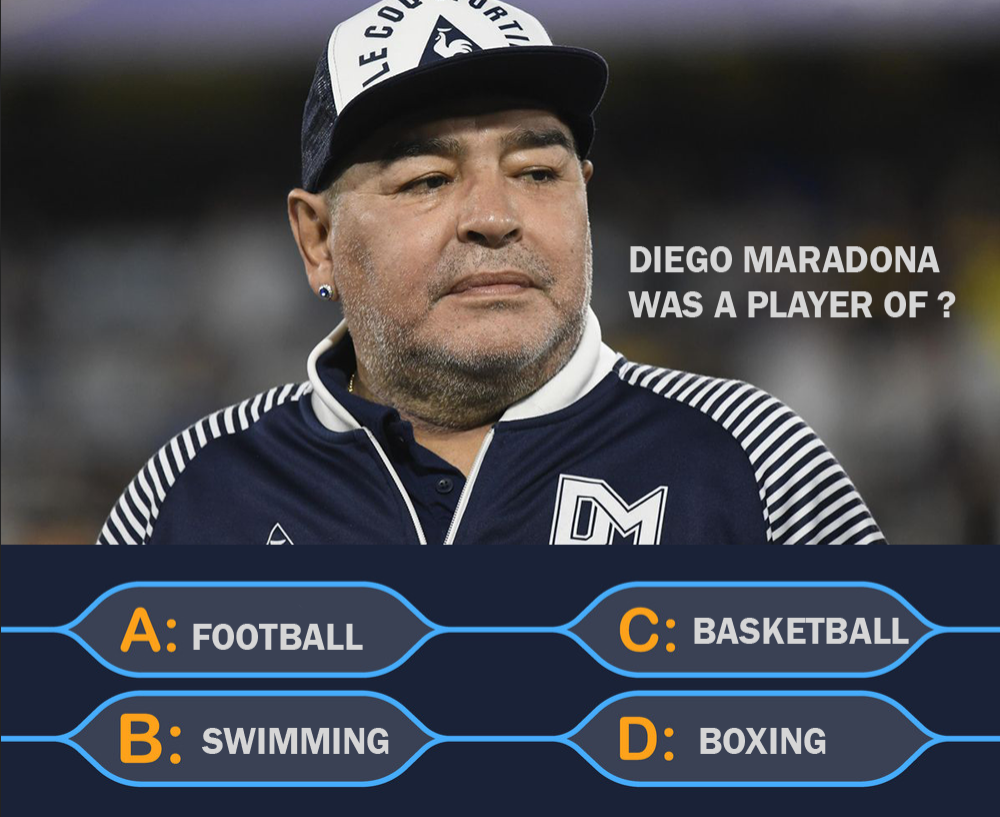 LE COQ SPORTIF
DIEGO MARADONA
WAS A PLAYER OF ?
DM
A: FOOTBALL
C: BASKETBALL
B: SWIMMING
D: BOXING